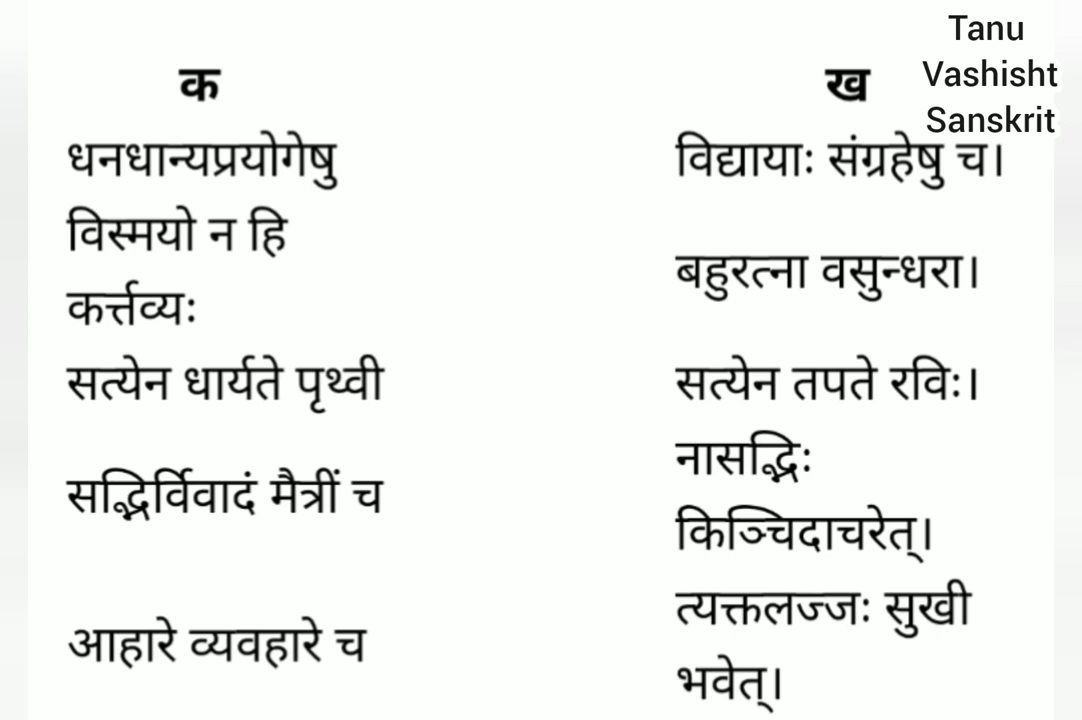 Tanu
Vashisht
Sanskrit
क ख
धनधान्यप्रयोगेषु विद्यायाः संग्रहेषु च।
विस्मयो न हि
कर्त्तव्यः बहुरत्ना वसुन्धरा।
सत्येन धार्यते पृथ्वी सत्येन तपते रविः।
सद्भिर्विवादं मैत्रीं च नासद्भिः
किञ्चिदाचरेत्।
आहारे व्यवहारे च त्यक्तलज्जः सुखी
भवेत्।